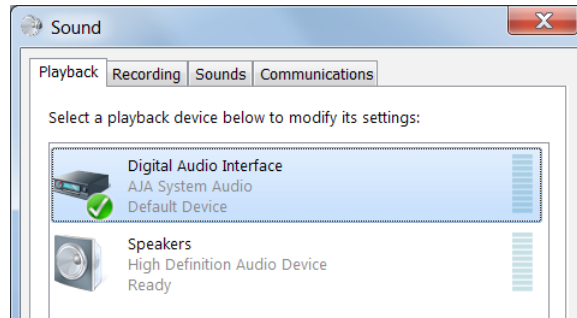 Sound
Playback Recording Sounds Communications
Select a playback device below to modify its settings:
Digital Audio Interface
AJA System Audio
Default Device
Speakers
High Definition Audio Device
Ready